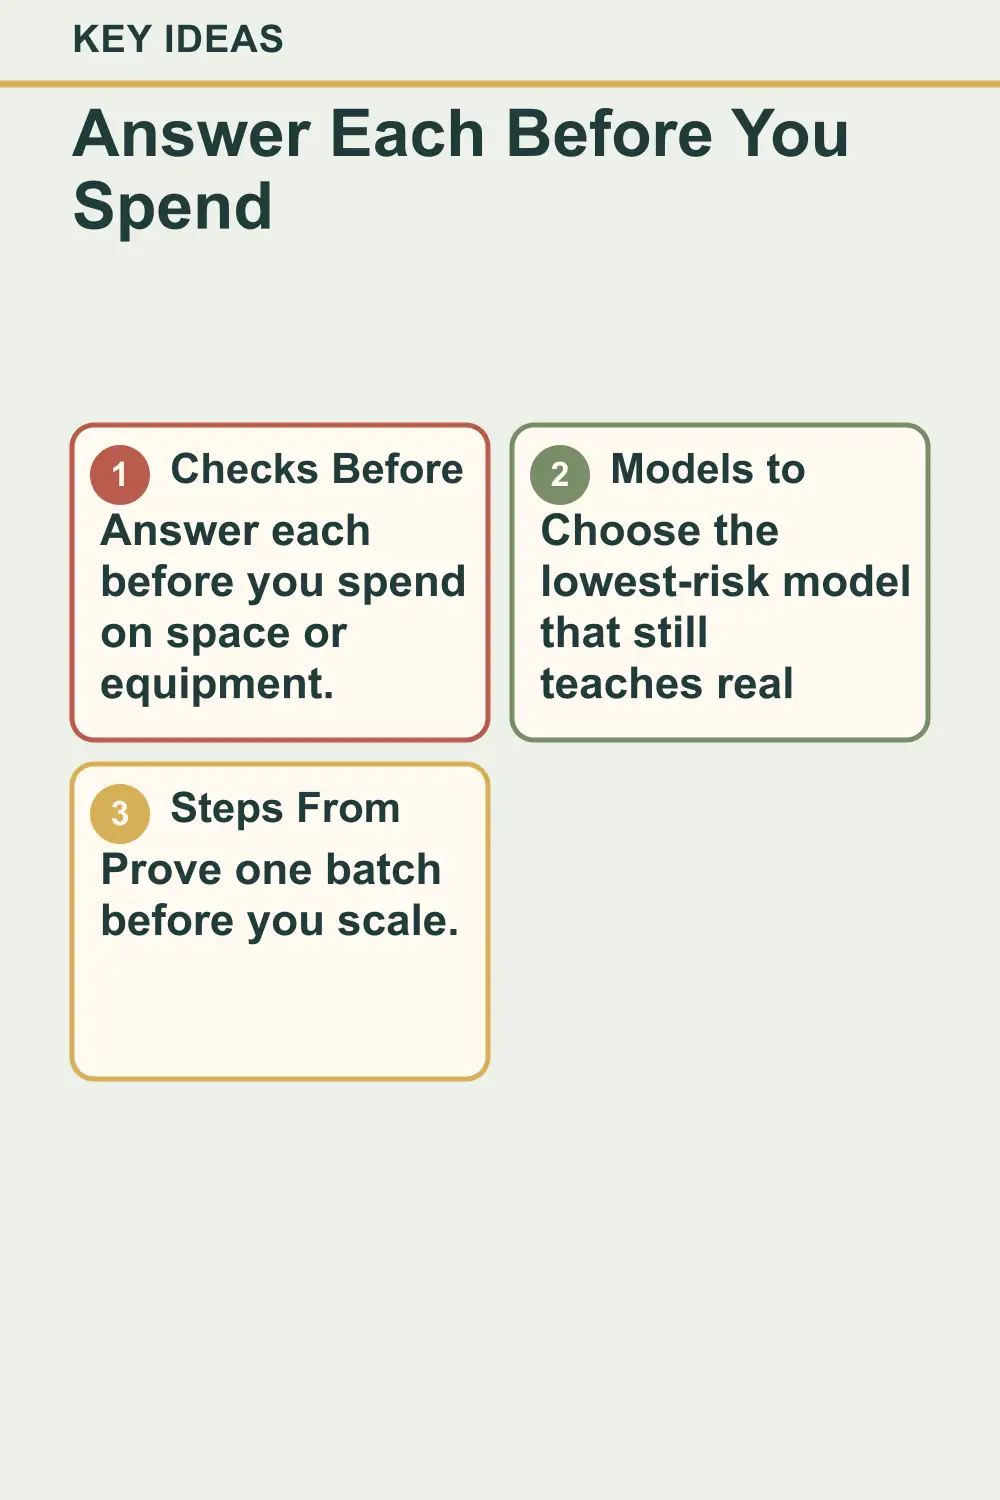 KEY IDEAS
Answer Each Before You
Spend
1 Checks Before
Answer each
before you spend
on space or
equipment.
2 Models to
Choose the
lowest-risk model
that still
teaches real
3 Steps From
Prove one batch
before you scale.